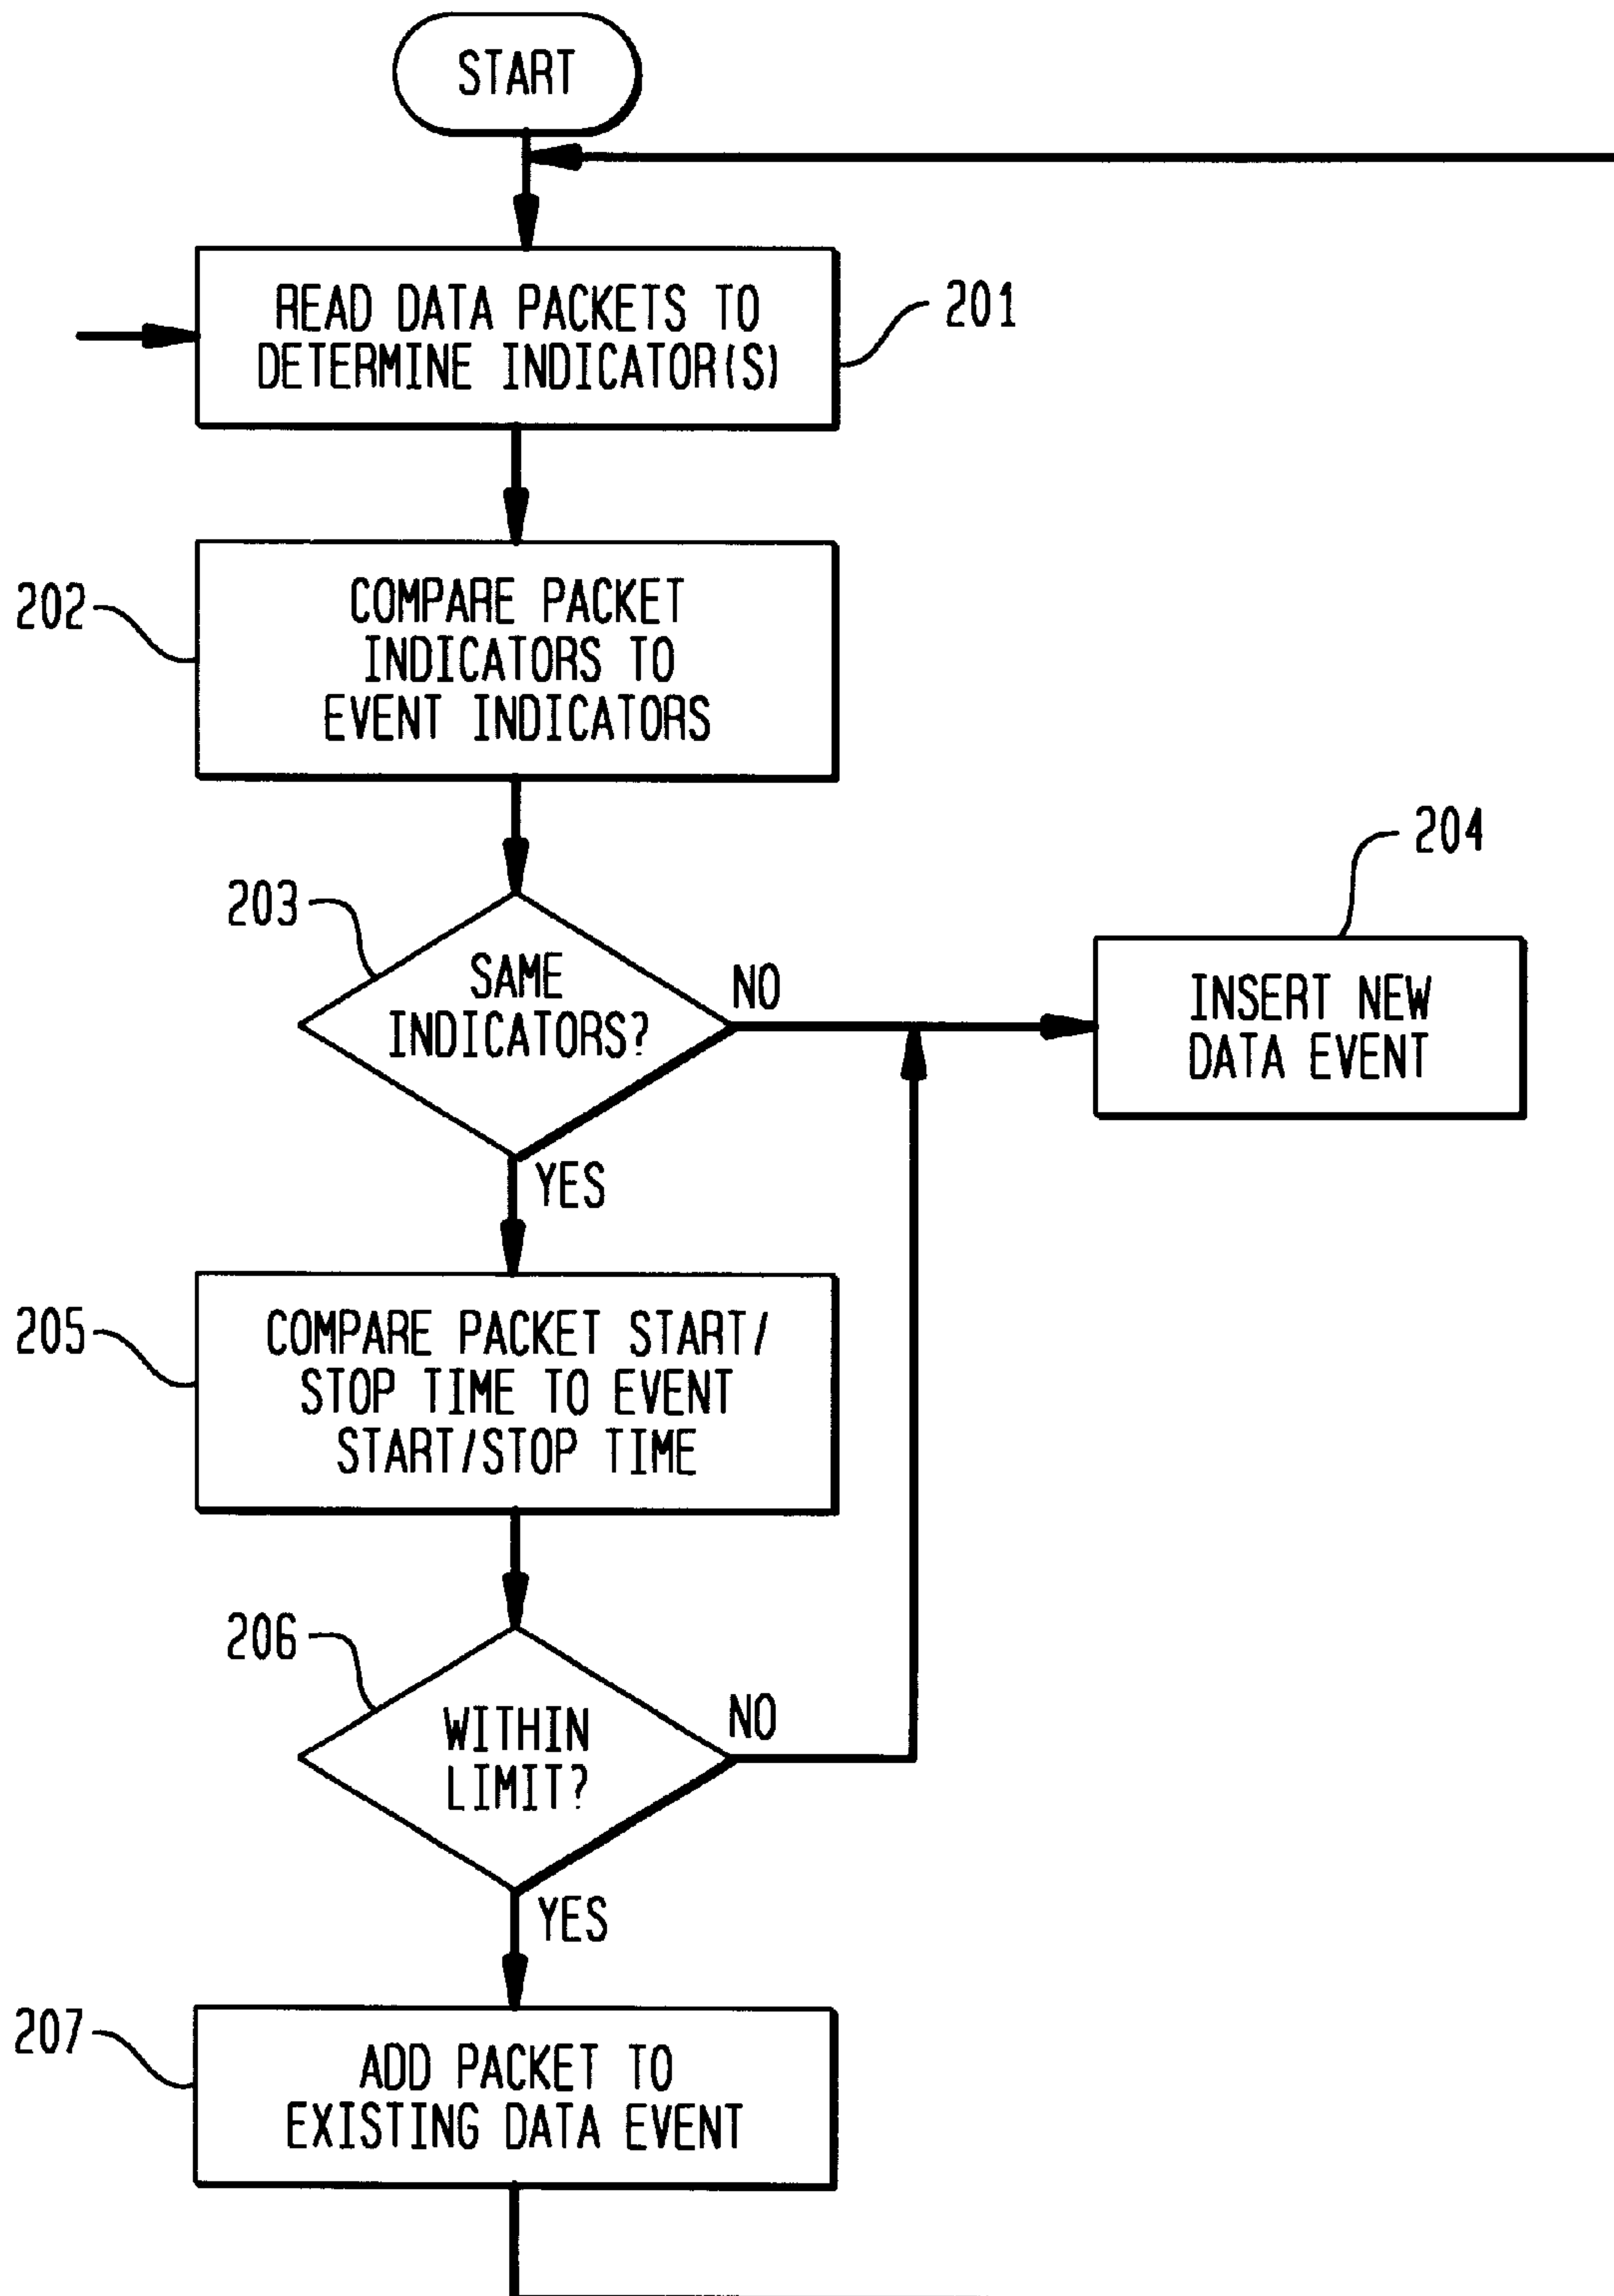 START
READ DATA PACKETS TO
DETERMINE INDICATOR(S)
201
202
COMPARE PACKET
INDICATORS TO
EVENT INDICATORS
203
SAME
INDICATORS?
NO
204
INSERT NEW
DATA EVENT
YES
205
COMPARE PACKET START/
STOP TIME TO EVENT
START/STOP TIME
206
WITHIN
LIMIT?
NO
YES
207
ADD PACKET TO
EXISTING DATA EVENT